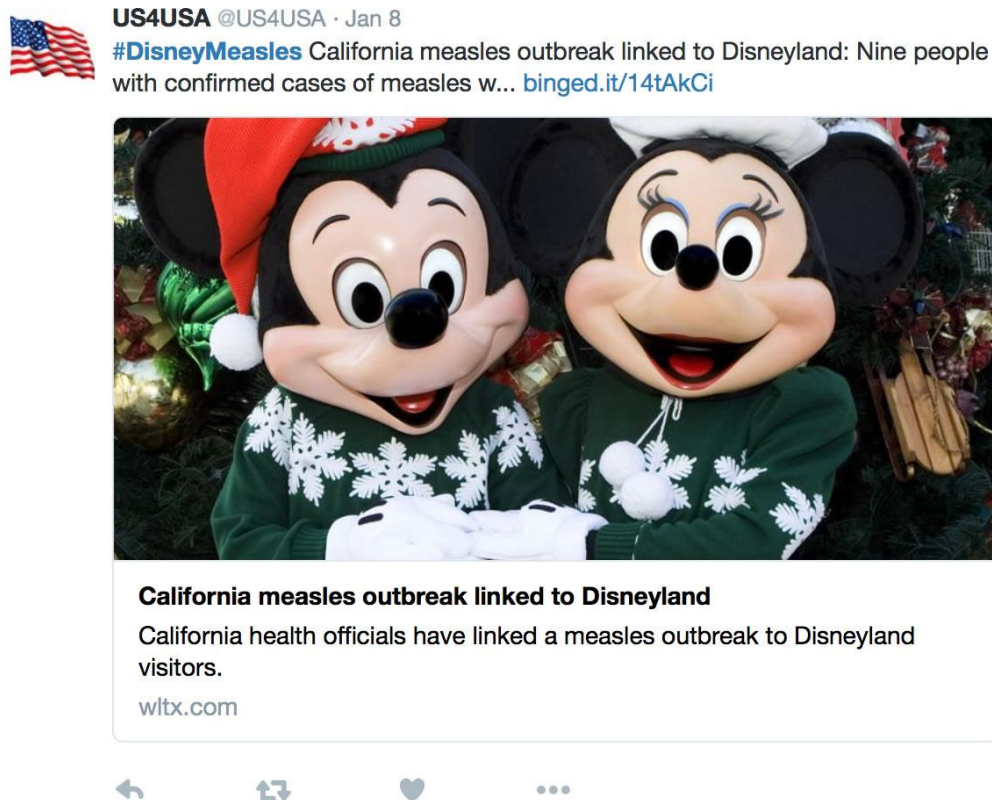 US4USA @US4USA · Jan 8
#DisneyMeasles California measles outbreak linked to Disneyland: Nine people
with confirmed cases of measles w... binged.it/14tAkCi
California measles outbreak linked to Disneyland
California health officials have linked a measles outbreak to Disneyland
visitors.
wltx.com